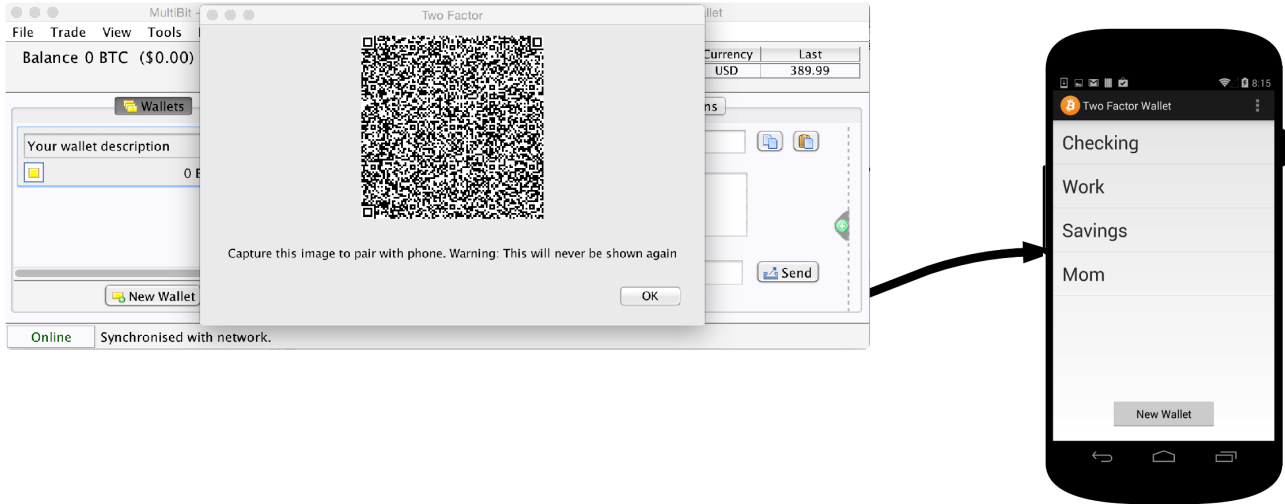 MultiBit -
Two Factor
llet
File Trade View Tools
Balance 0 BTC ($0.00)
Currency Last
USD 389.99
Wallets
ns
Your wallet description
0 B
Capture this image to pair with phone. Warning: This will never be shown again
Send
New Wallet
OK
Online Synchronised with network.
8:15
Two Factor Wallet
Checking
Work
Savings
Mom
New Wallet